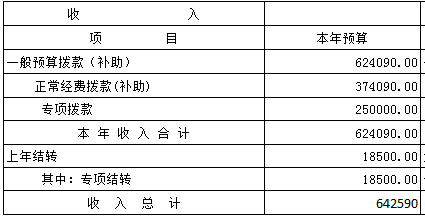 收 入
项 目 本年预算
一般预算拨款（补助） 624090.00
正常经费拨款(补助) 374090.00
专项拨款 250000.00
本 年 收 入 合 计 624090.00
上年结转 18500.00
其中：专项结转 18500.00
收 入 总 计 642590